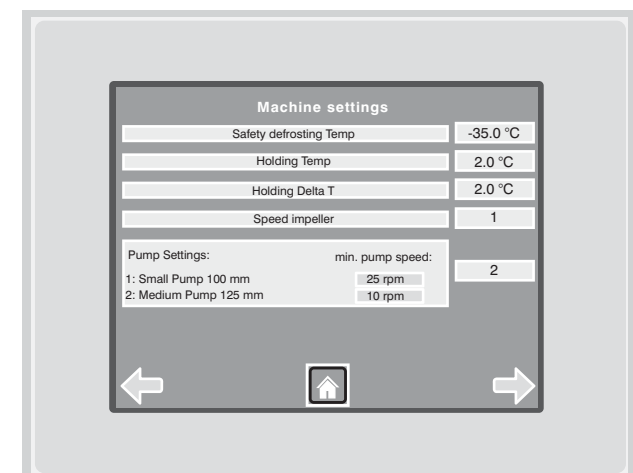 Machine settings
Safety defrosting Temp -35.0 °C
Holding Temp 2.0 °C
Holding Delta T 2.0 °C
Speed impeller 1
Pump Settings: min. pump speed:
2
1: Small Pump 100 mm 25 rpm
2: Medium Pump 125 mm 10 rpm